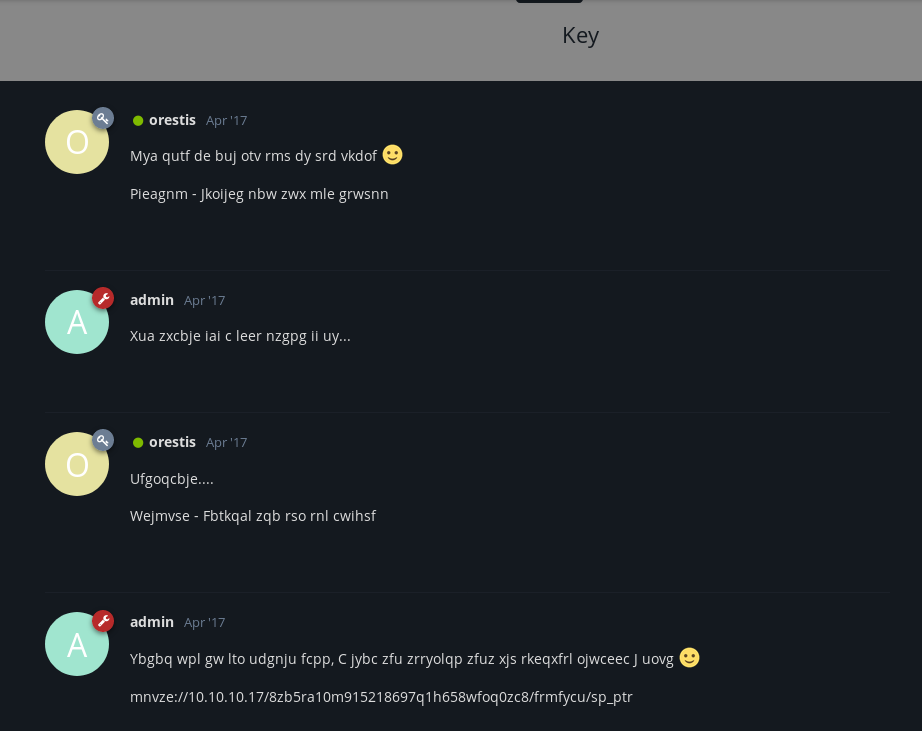 Key
orestis Apr '17
Mya qutf de buj otv rms dy srd vkdof 🙂
Pieagnm - Jkoijeg nbw zwx mle grwsnn
admin Apr '17
Xua zxcbje iai c leer nzgpg ii uy...
orestis Apr '17
Ufgoqcbje....
Wejmvse - Fbtkqal zqb rso rnl cwihsf
admin Apr '17
Ybgbq wpl gw lto udgnju fcpp, C jybc zfu zrryolqp zfuz xjs rkeqxfrl ojwceec J uovg 🙂
mnvze://10.10.10.17/8zb5ra10m915218697q1h658wfoq0zc8/frmfycu/sp_ptr